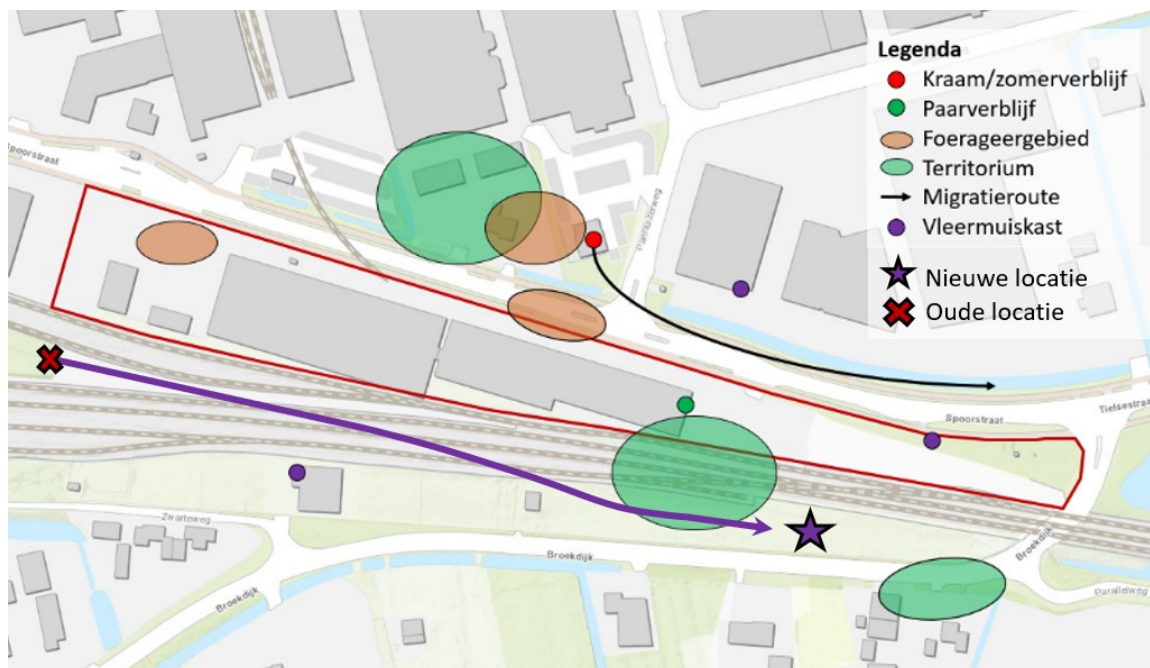 Legenda
Kraam/zomerverblijf
Paarverblijf
Foerageergebied
Territorium
Migratieroute
Vleermuiskast
Nieuwe locatie
Oude locatie
Spoorstraat
Spoorstraat
Zwarteweg
Broekdijk
Broekdijk
Broekdijk
Parallelweg